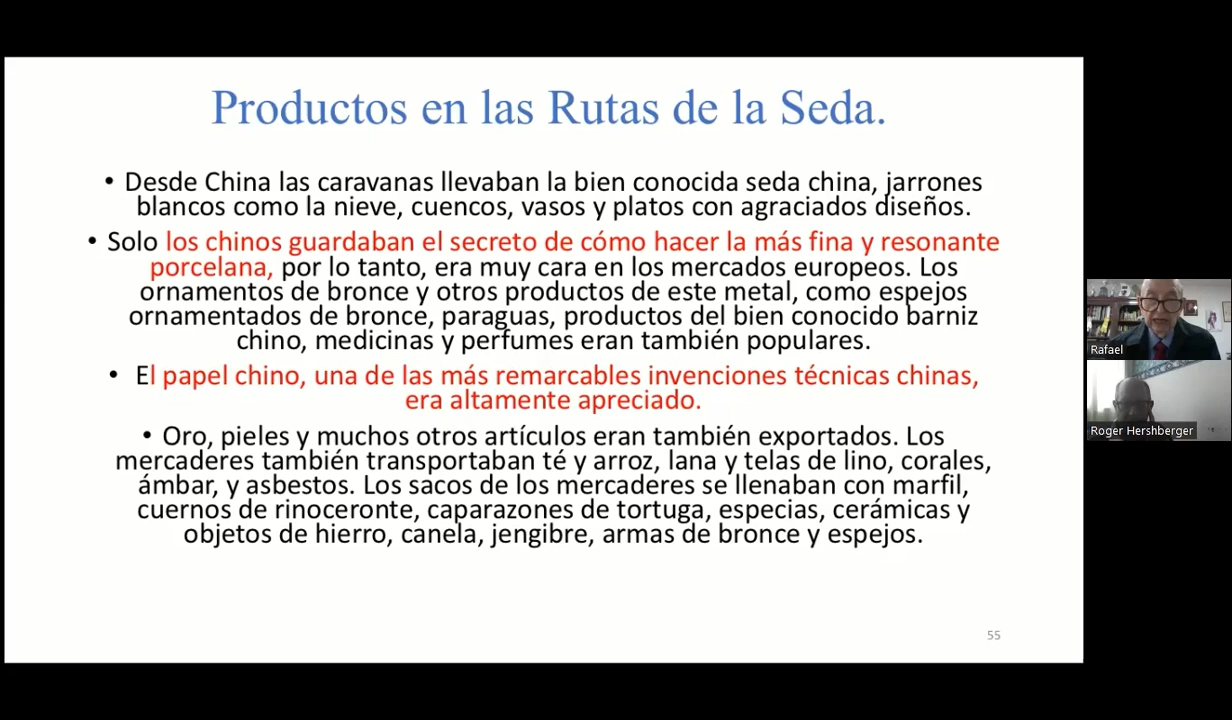 Productos en las Rutas de la Seda.
• Desde China las caravanas llevaban la bien conocida seda china, jarrones
blancos como la nieve, cuencos, vasos y platos con agraciados diseños.
• Solo los chinos guardaban el secreto de cómo hacer la más fina y resonante
porcelana, por lo tanto, era muy cara en los mercados europeos. Los
ornamentos de bronce y otros productos de este metal, como espejos
ornamentados de bronce, paraguas, productos del bien conocido barniz
chino, medicinas y perfumes eran también populares.
• El papel chino, una de las más remarcables invenciones técnicas chinas,
era altamente apreciado.
• Oro, pieles y muchos otros artículos eran también exportados. Los
mercaderes también transportaban té y arroz, lana y telas de lino, corales,
ámbar, y asbestos. Los sacos de los mercaderes se llenaban con marfil,
cuernos de rinoceronte, caparazones de tortuga, especias, cerámicas y
objetos de hierro, canela, jengibre, armas de bronce y espejos.
55
Rafael
Roger Hershberger